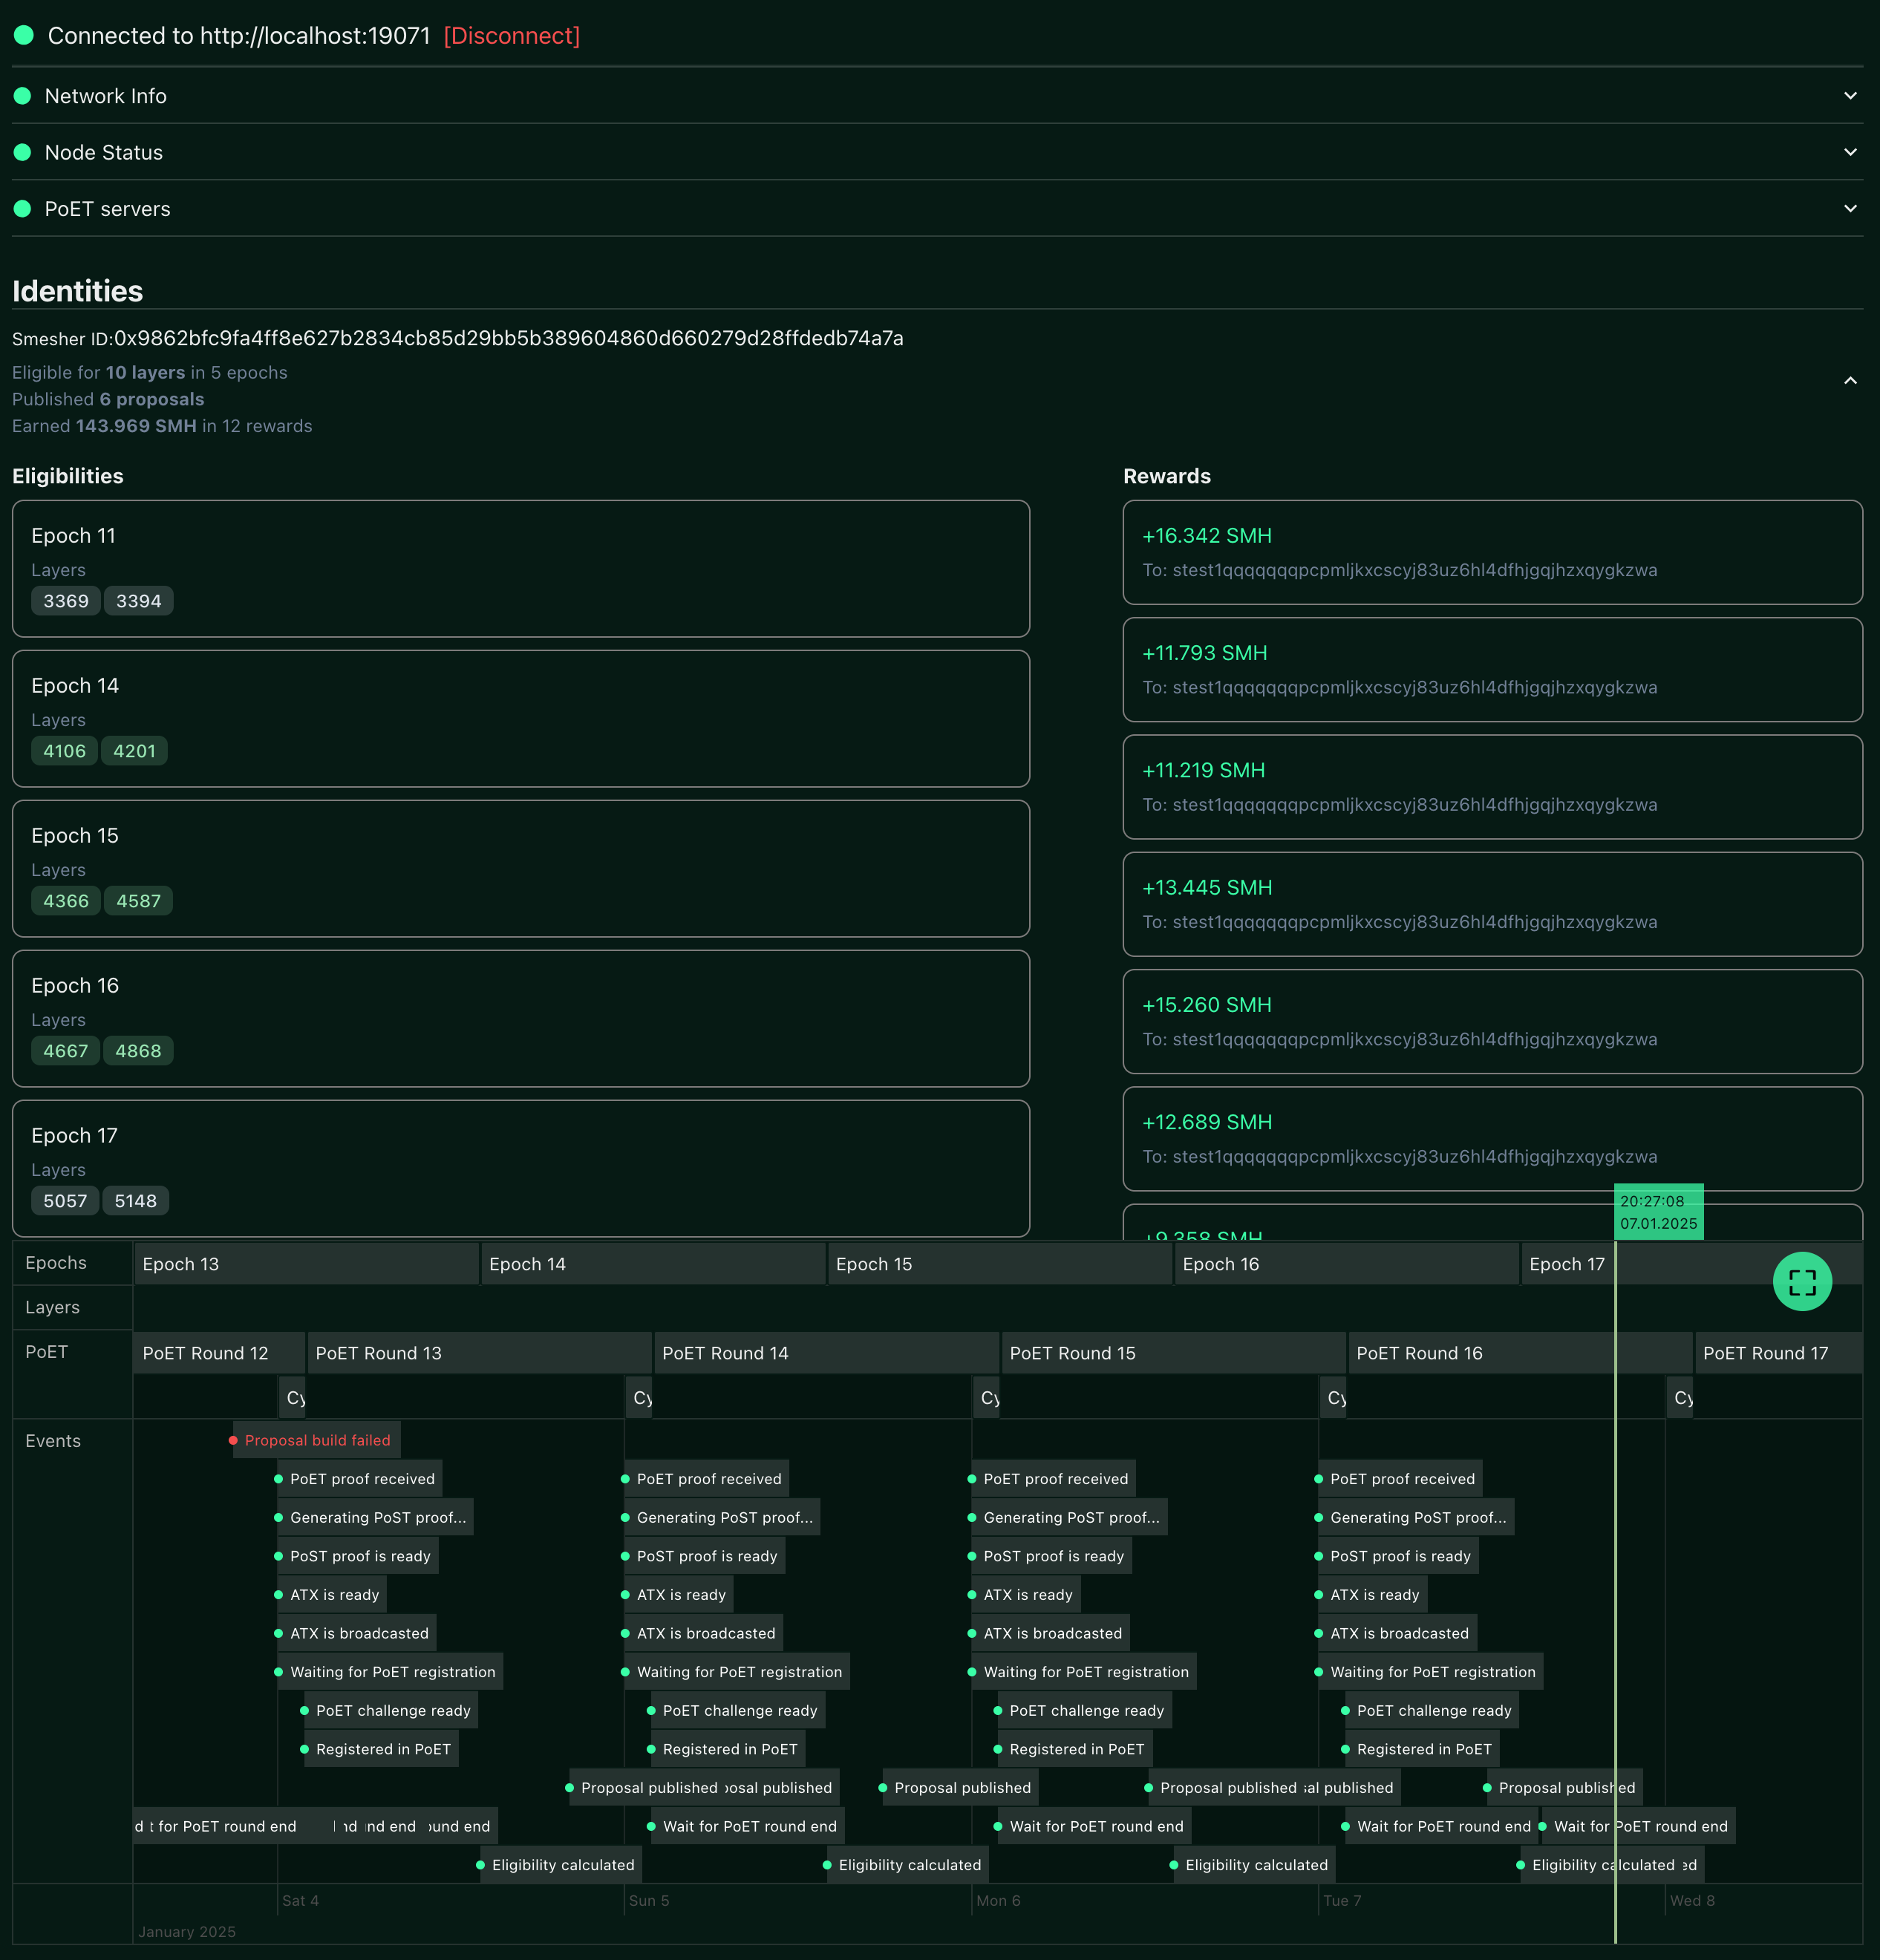 Connected to http://localhost:19071 [Disconnect]
Network Info
Node Status
PoET servers
Identities
Smesher ID:0x9862bfc9fa4ff8e627b2834cb85d29bb5b389604860d660279d28ffdedb74a7a
Eligible for 10 layers in 5 epochs
Published 6 proposals
Earned 143.969 SMH in 12 rewards
Eligibilities
Epoch 11
Layers
3369 3394
Epoch 14
Layers
4106 4201
Epoch 15
Layers
4366 4587
Epoch 16
Layers
4667 4868
Epoch 17
Layers
5057 5148
Rewards
+16.342 SMH
To: stest1qqqqqqqpcpmljkxcscyj83uz6hl4dfhjgqjhzxqygkzwa
+11.793 SMH
To: stest1qqqqqqqpcpmljkxcscyj83uz6hl4dfhjgqjhzxqygkzwa
+11.219 SMH
To: stest1qqqqqqqpcpmljkxcscyj83uz6hl4dfhjgqjhzxqygkzwa
+13.445 SMH
To: stest1qqqqqqqpcpmljkxcscyj83uz6hl4dfhjgqjhzxqygkzwa
+15.260 SMH
To: stest1qqqqqqqpcpmljkxcscyj83uz6hl4dfhjgqjhzxqygkzwa
+12.689 SMH
To: stest1qqqqqqqpcpmljkxcscyj83uz6hl4dfhjgqjhzxqygkzwa
+9.358 SMH
20:27:08
07.01.2025
Epochs Epoch 13 Epoch 14 Epoch 15 Epoch 16 Epoch 17
Layers
PoET PoET Round 12 PoET Round 13 PoET Round 14 PoET Round 15 PoET Round 16 PoET Round 17
Cy Cy Cy Cy Cy
Events Proposal build failed
PoET proof received PoET proof received PoET proof received PoET proof received
Generating PoST proof... Generating PoST proof... Generating PoST proof... Generating PoST proof...
PoST proof is ready PoST proof is ready PoST proof is ready PoST proof is ready
ATX is ready ATX is ready ATX is ready ATX is ready
ATX is broadcasted ATX is broadcasted ATX is broadcasted ATX is broadcasted
Waiting for PoET registration Waiting for PoET registration Waiting for PoET registration Waiting for PoET registration
PoET challenge ready PoET challenge ready PoET challenge ready PoET challenge ready
Registered in PoET Registered in PoET Registered in PoET Registered in PoET
Proposal published osal published Proposal published Proposal published al published Proposal published
d t for PoET round end nd nd end und end Wait for PoET round end Wait for PoET round end Wait for PoET round end Wait for PoET round end
Eligibility calculated Eligibility calculated Eligibility calculated Eligibility calculated ed
Sat 4 Sun 5 Mon 6 Tue 7 Wed 8
January 2025